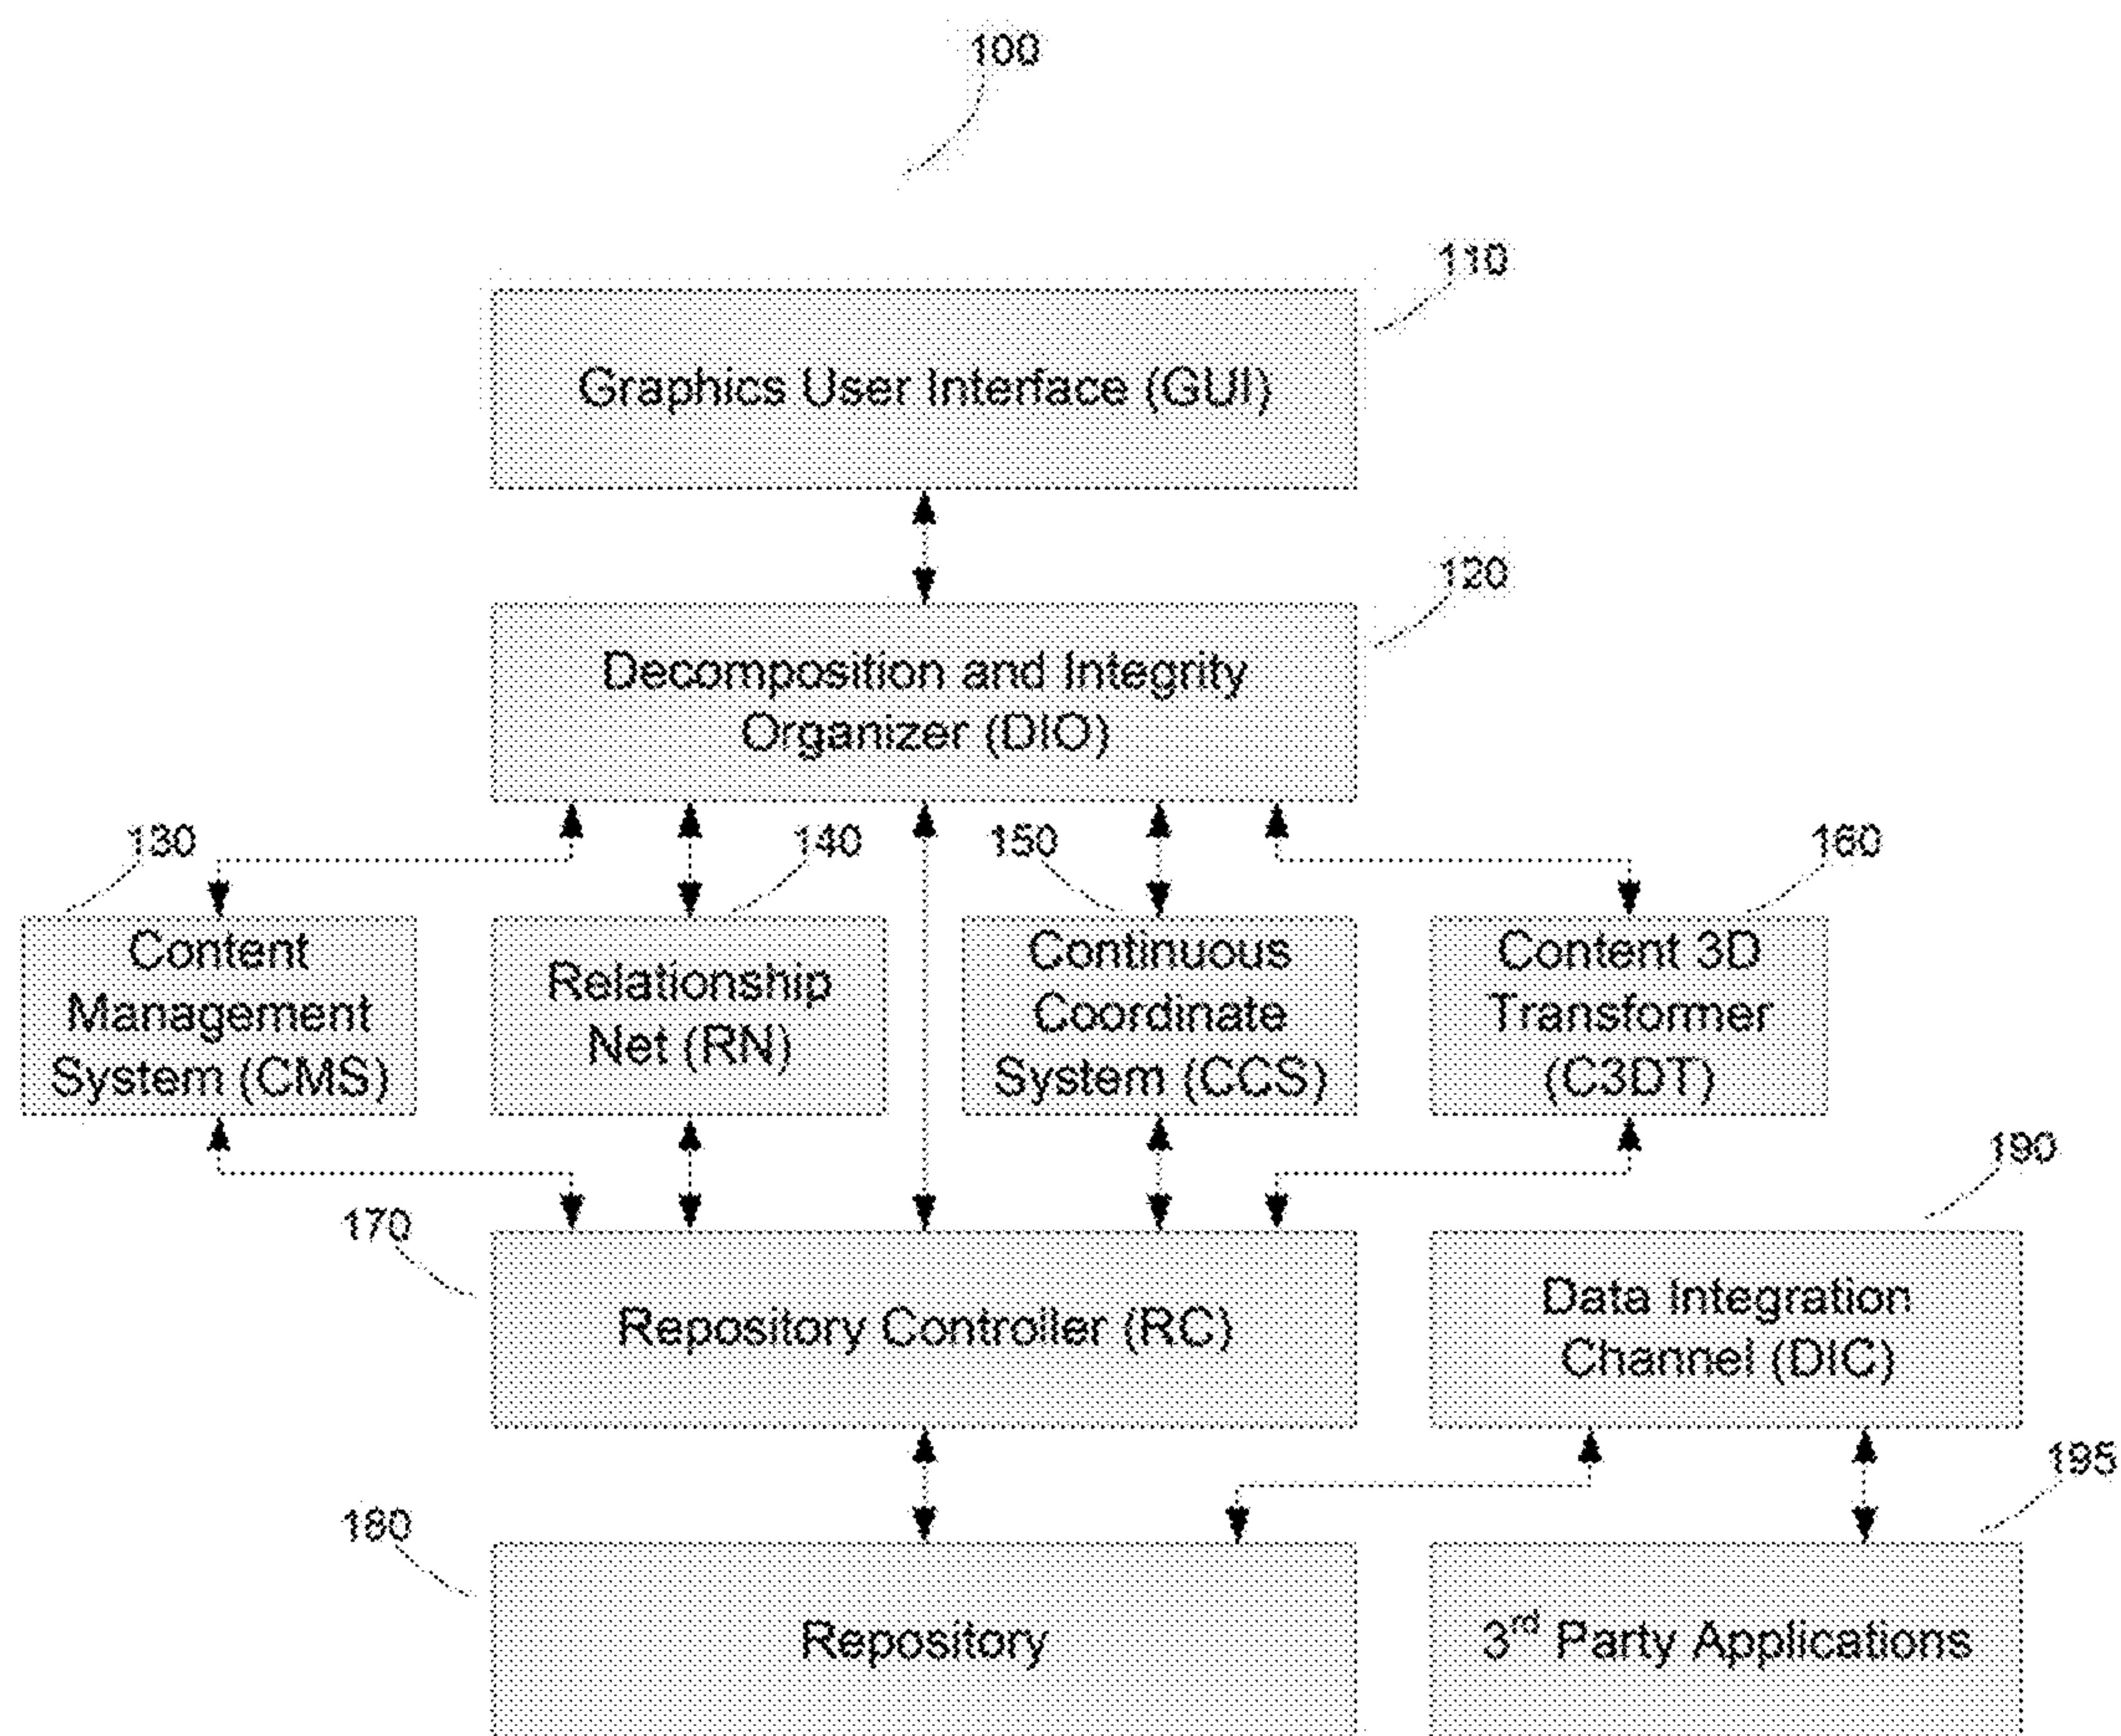 100
110
Graphics User Interface (GUI)
120
Decomposition and Integrity
Organizer (DIO)
130
140
150
160
Content
Management
System (CMS)
Relationship
Net (RN)
Continuous
Coordinate
System (CCS)
Content 3D
Transformer
(C3DT)
190
170
Repository Controller (RC)
Data Integration
Channel (DIC)
195
180
Repository
3rd Party Applications